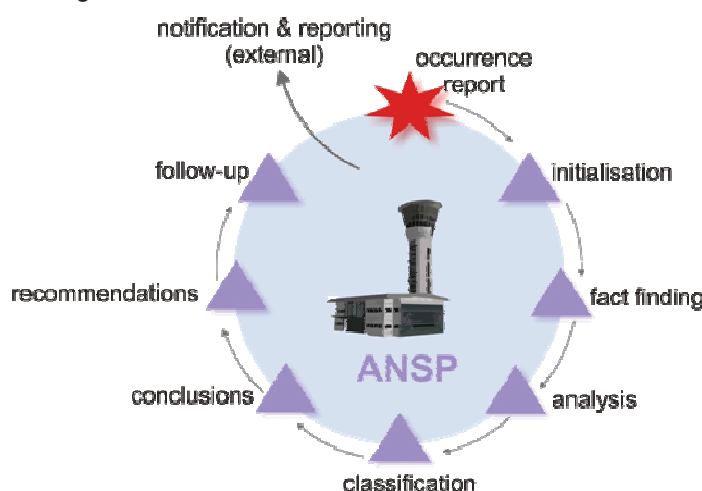 notification & reporting
(external)
occurrence
report
initialisation
fact finding
analysis
classification
conclusions
recommendations
follow-up
ANSP